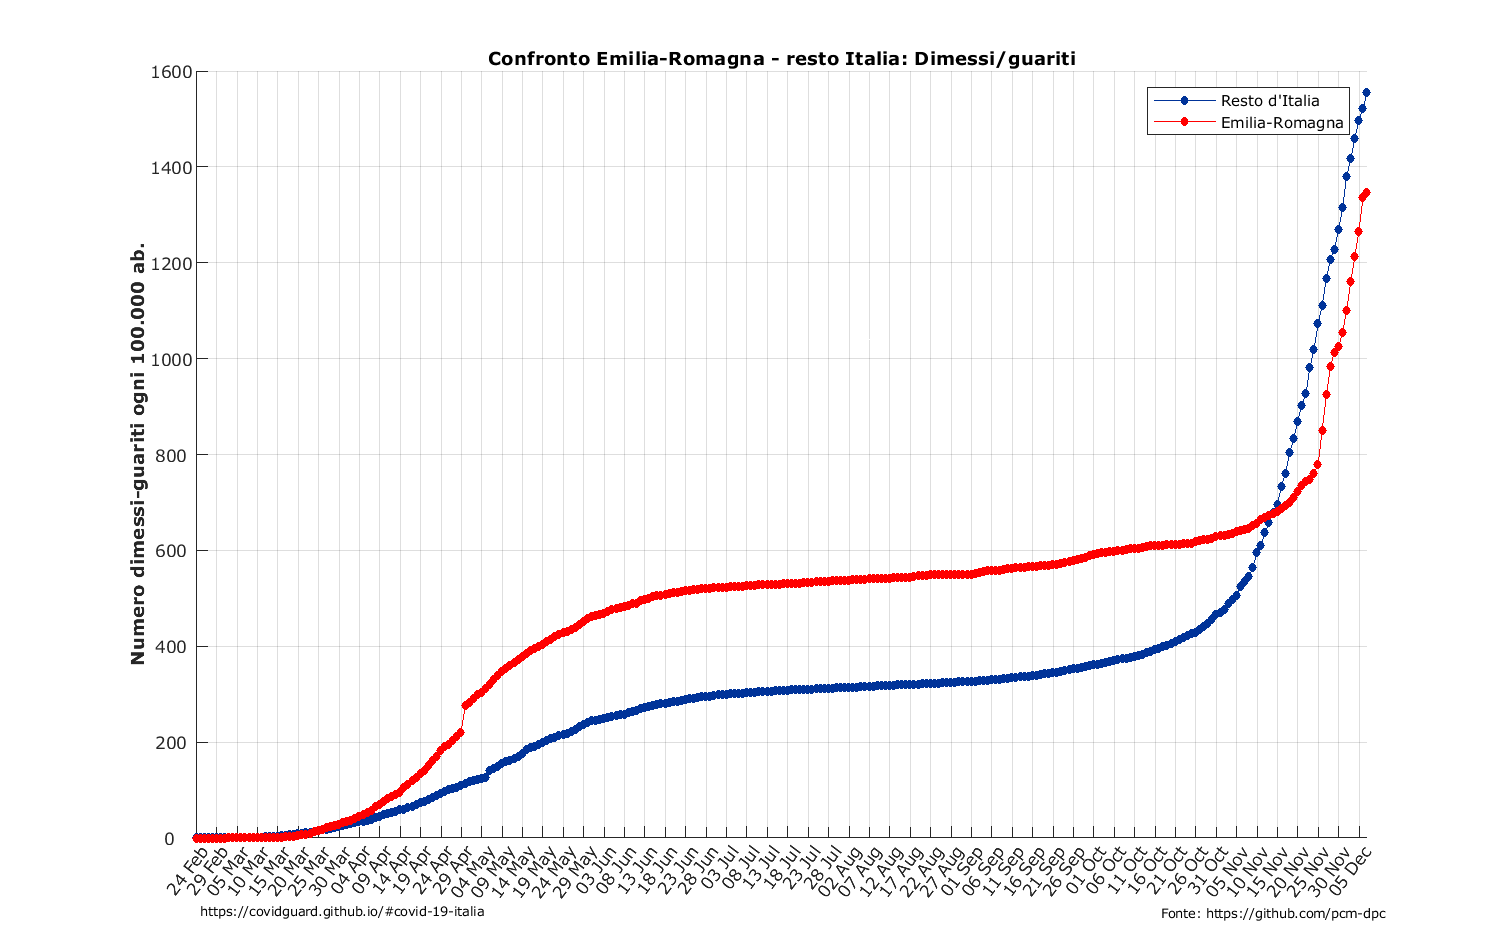 Confronto Emilia-Romagna - resto Italia: Dimessi/guariti
Numero dimessi-guariti ogni 100.000 ab.
1600
1400
1200
1000
800
600
400
200
0
Resto d'Italia
Emilia-Romagna
24 Feb
29 Feb
05 Mar
10 Mar
15 Mar
20 Mar
25 Mar
30 Mar
04 Apr
09 Apr
14 Apr
19 Apr
24 Apr
29 Apr
04 May
09 May
14 May
19 May
24 May
29 May
03 Jun
08 Jun
13 Jun
18 Jun
23 Jun
28 Jun
03 Jul
08 Jul
13 Jul
18 Jul
23 Jul
28 Jul
02 Aug
07 Aug
12 Aug
17 Aug
22 Aug
27 Aug
01 Sep
06 Sep
11 Sep
16 Sep
21 Sep
26 Sep
01 Oct
06 Oct
11 Oct
16 Oct
21 Oct
26 Oct
31 Oct
05 Nov
10 Nov
15 Nov
20 Nov
25 Nov
30 Nov
05 Dec
https://covidguard.github.io/#covid-19-italia
Fonte: https://github.com/pcm-dpc